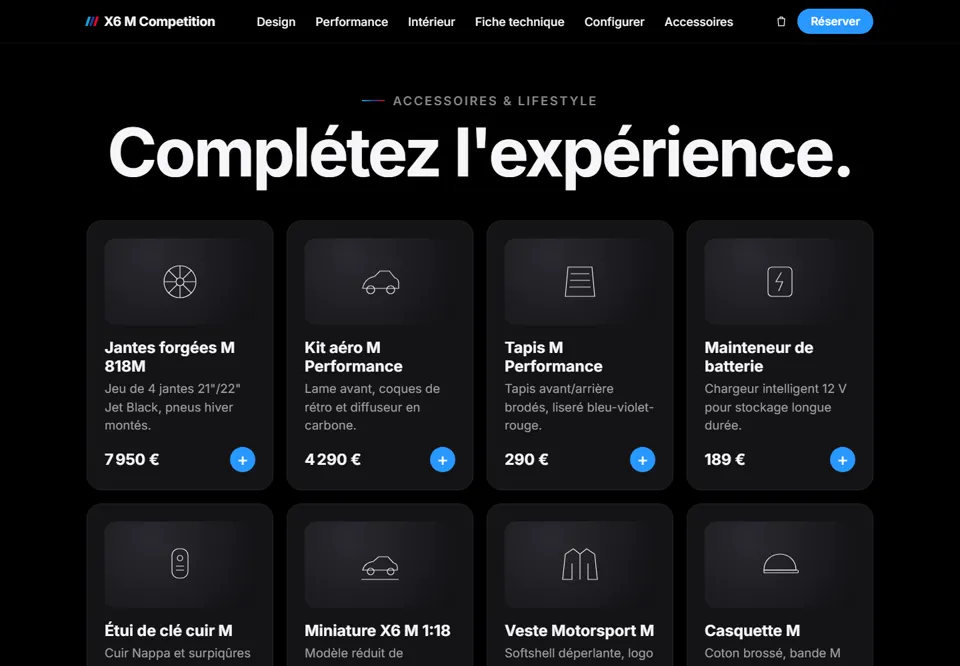 X6 M Competition
Design
Performance
Intérieur
Fiche technique
Configurer
Accessoires
Réserver
ACCESSOIRES & LIFESTYLE
Complétez l'expérience.
Jantes forgées M
818M
Jeu de 4 jantes 21"/22"
Jet Black, pneus hiver
montés.
7 950 €
+
Kit aéro M
Performance
Lame avant, coques de
rétro et diffuseur en
carbone.
4 290 €
+
Tapis M
Performance
Tapis avant/arrière
brodés, liseré bleu-violet-
rouge.
290 €
+
Mainteneur de
batterie
Chargeur intelligent 12 V
pour stockage longue
durée.
189 €
+
Étui de clé cuir M
Cuir Nappa et surpiqûres
Miniature X6 M 1:18
Modèle réduit de
Veste Motorsport M
Softshell déperlante, logo
Casquette M
Coton brossé, bande M